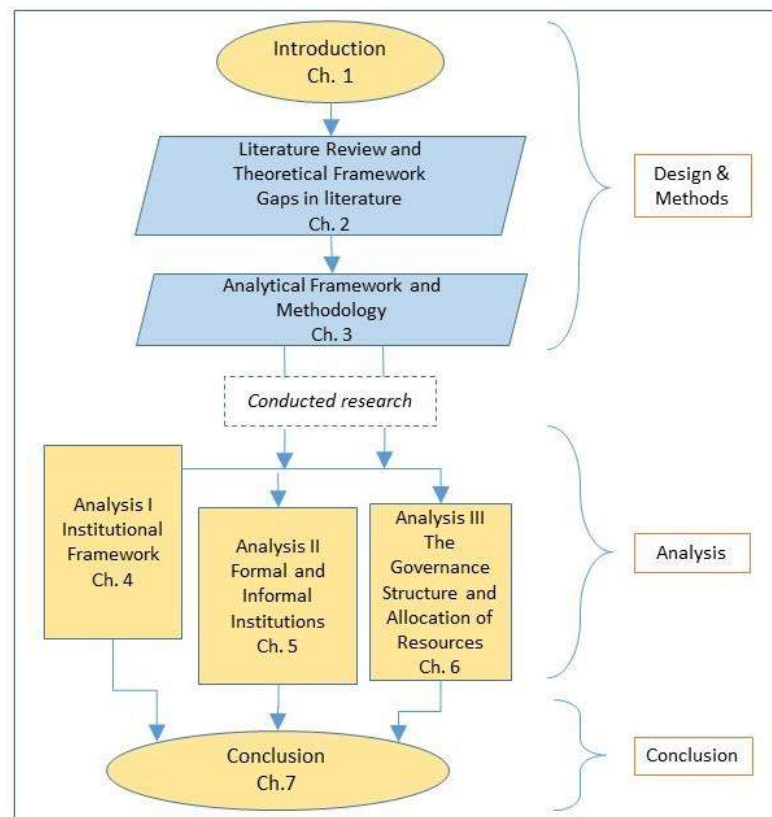 Introduction
Ch. 1
Literature Review and
Theoretical Framework
Gaps in literature
Ch. 2
Design &
Methods
Analytical Framework and
Methodology
Ch. 3
Conducted research
Analysis I
Institutional
Framework
Ch. 4
Analysis II
Formal and
Informal
Institutions
Ch. 5
Analysis III
The
Governance
Structure and
Allocation of
Resources
Ch. 6
Analysis
Conclusion
Ch.7
Conclusion